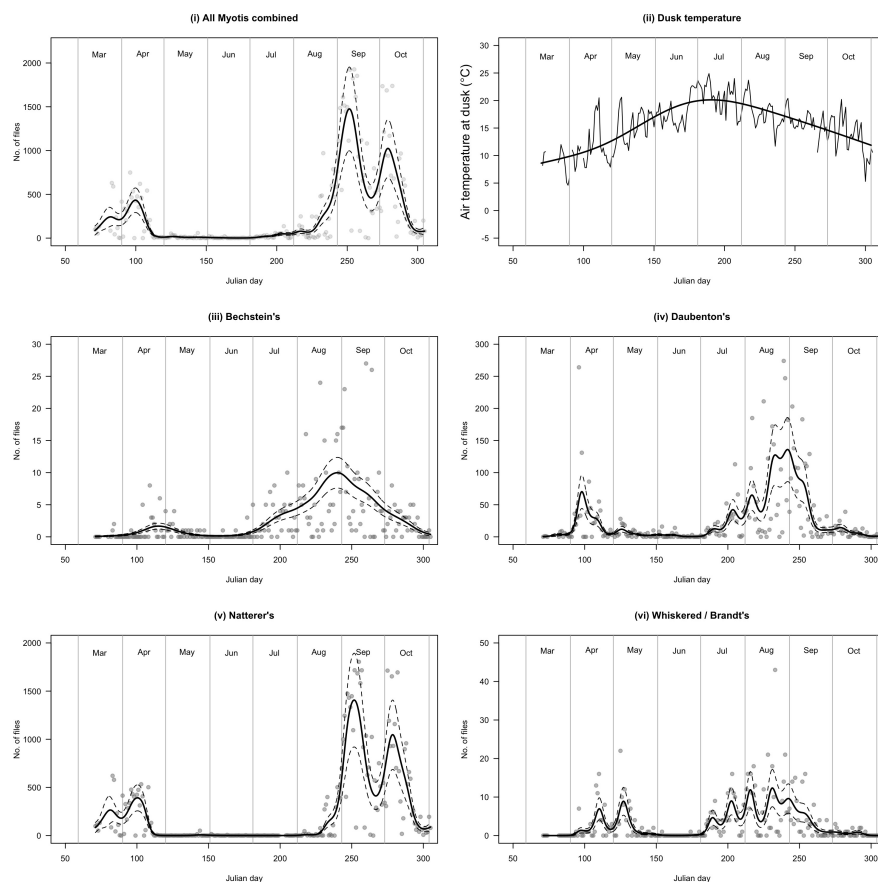 (i) All Myotis combined
Mar Apr May Jun Jul Aug Sep Oct
2000
1500
1000
500
0
No. of files
50 100 150 200 250 300
Julian day
(ii) Dusk temperature
Mar Apr May Jun Jul Aug Sep Oct
30
25
20
15
10
5
0
-5
Air temperature at dusk (°C)
50 100 150 200 250 300
Julian day
(iii) Bechstein's
Mar Apr May Jun Jul Aug Sep Oct
30
25
20
15
10
5
0
No. of files
50 100 150 200 250 300
Julian day
(iv) Daubenton's
Mar Apr May Jun Jul Aug Sep Oct
300
250
200
150
100
50
0
No. of files
50 100 150 200 250 300
Julian day
(v) Natterer's
Mar Apr May Jun Jul Aug Sep Oct
2000
1500
1000
500
0
No. of files
50 100 150 200 250 300
Julian day
(vi) Whiskered / Brandt's
Mar Apr May Jun Jul Aug Sep Oct
50
40
30
20
10
0
No. of files
50 100 150 200 250 300
Julian day